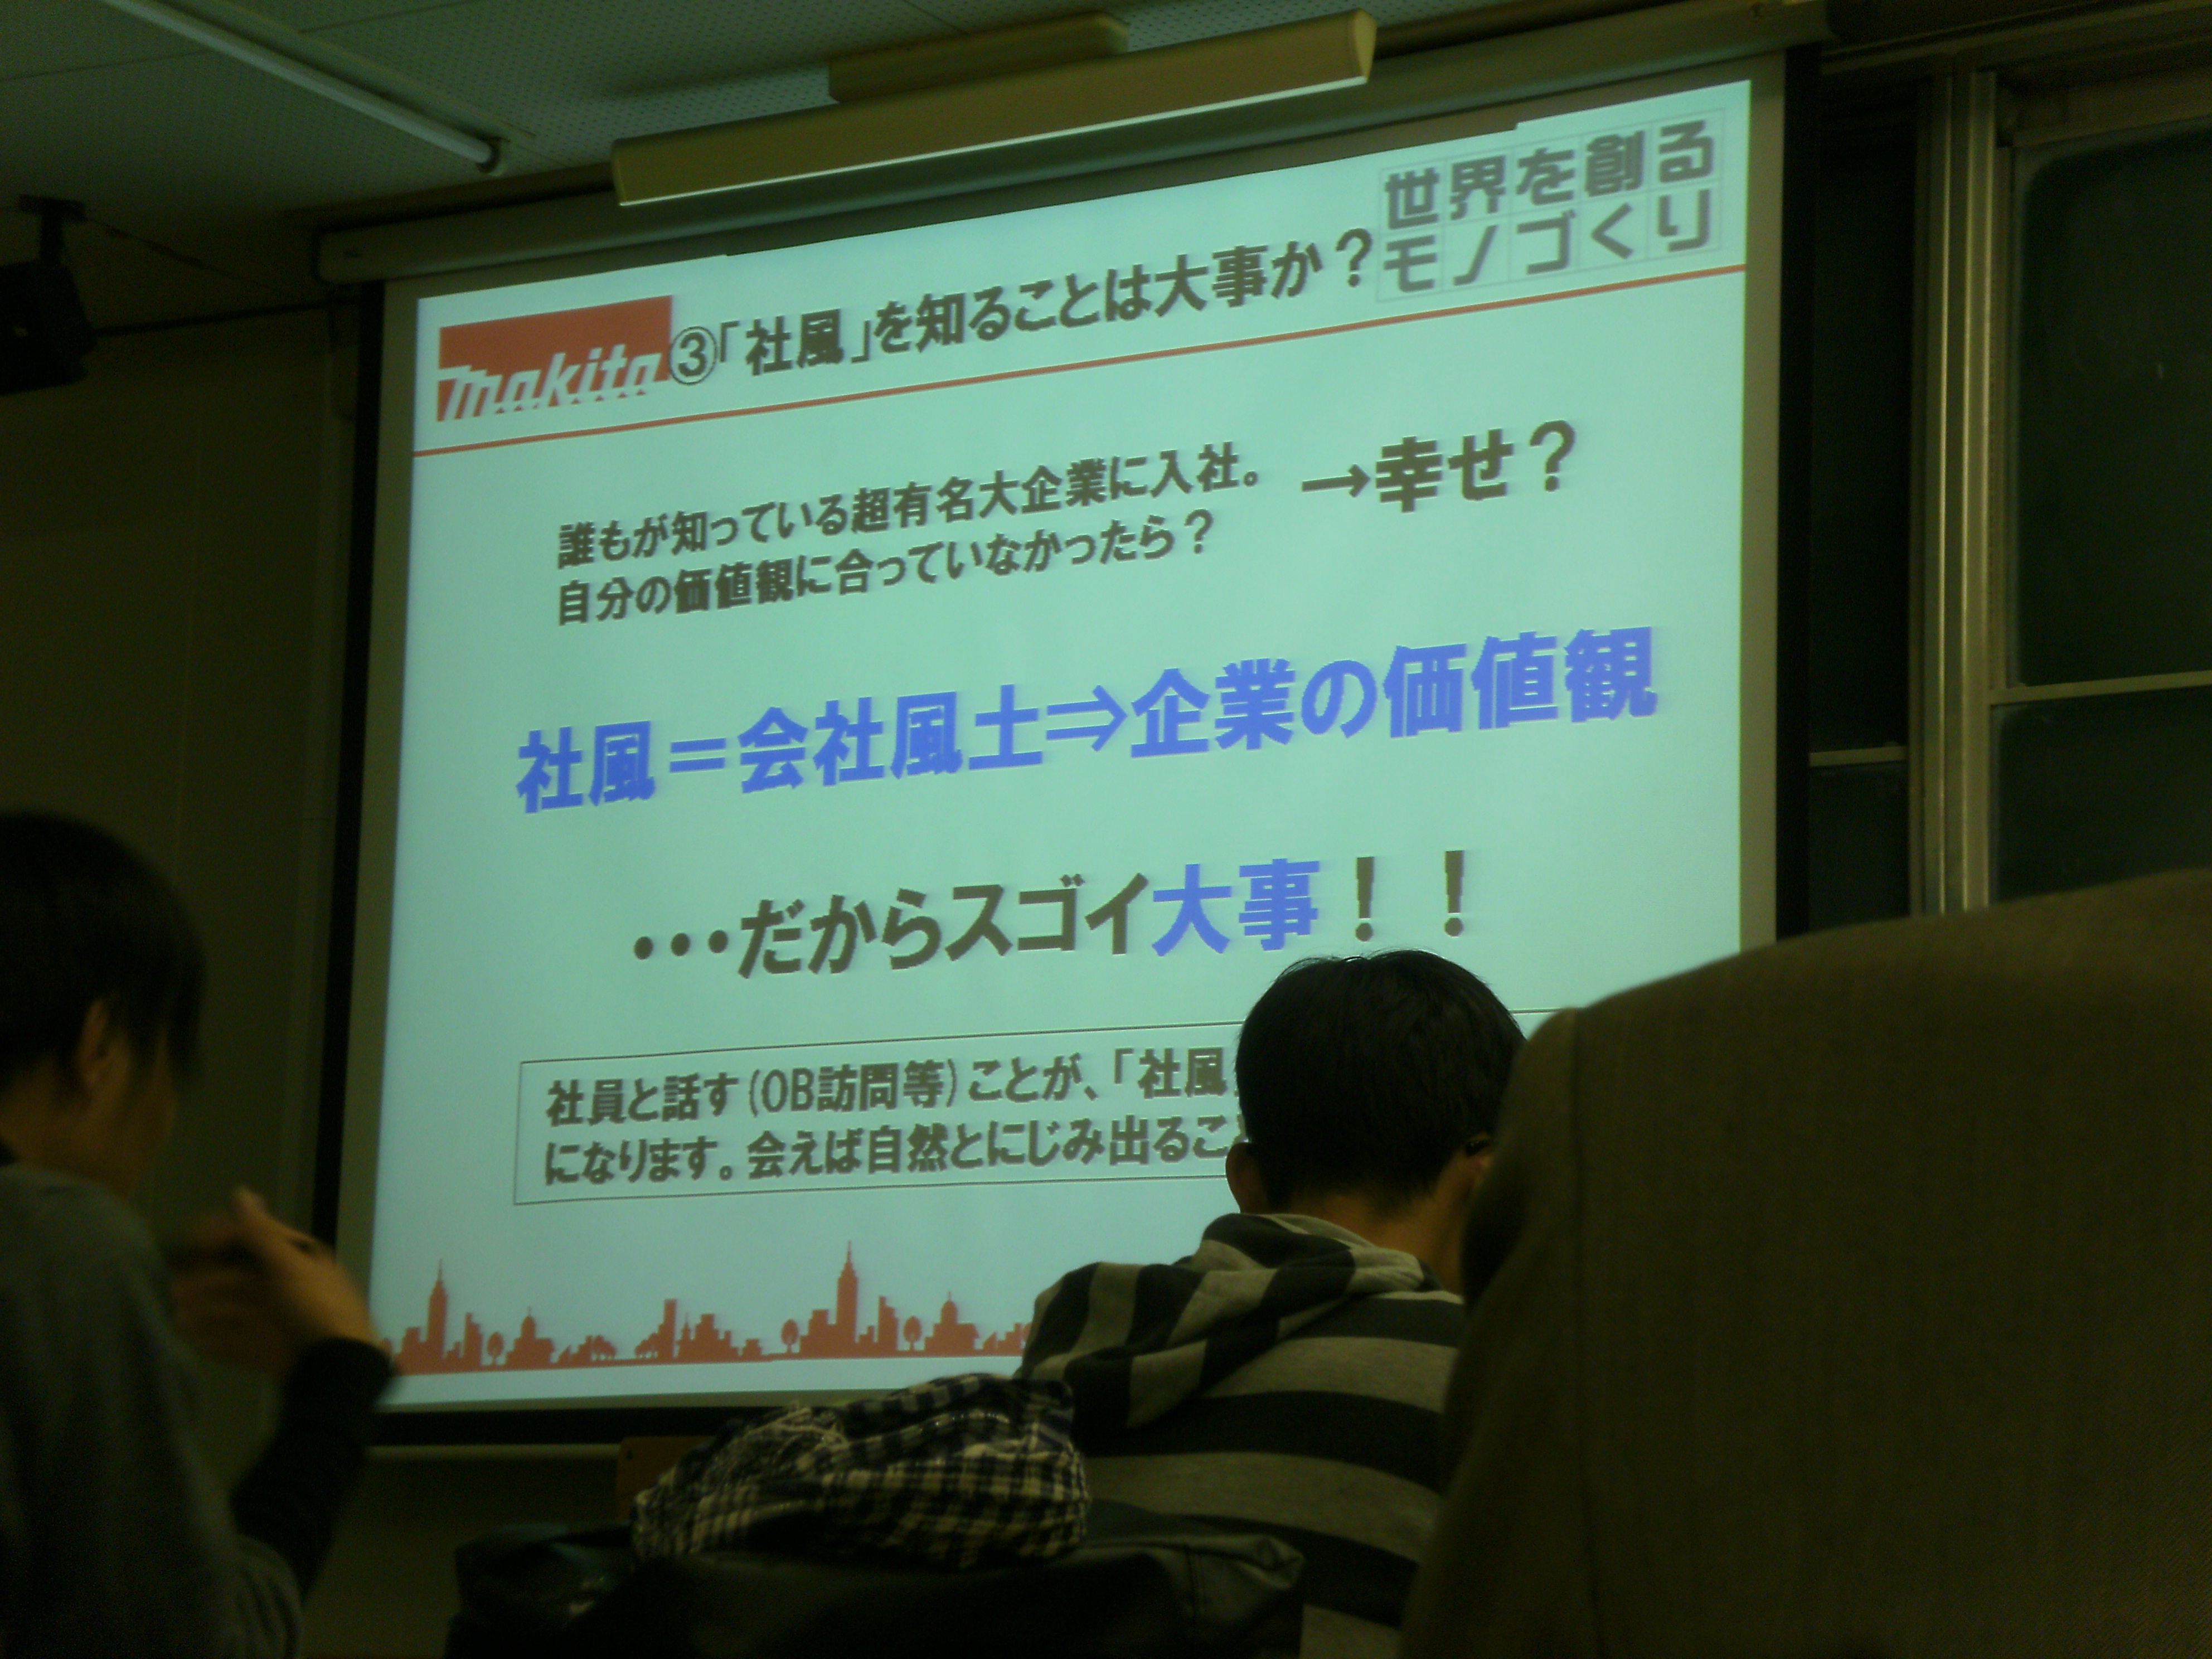 makita
③「社風」を知ることは大事か？
世界を創る
モノづくり
誰もが知っている超有名大企業に入社。 →幸せ？
自分の価値観に合っていなかったら？
社風＝会社風土⇒企業の価値観
・・・だからスゴイ大事！！
社員と話す(OB訪問等)ことが、「社風
になります。会えば自然とにじみ出るこ